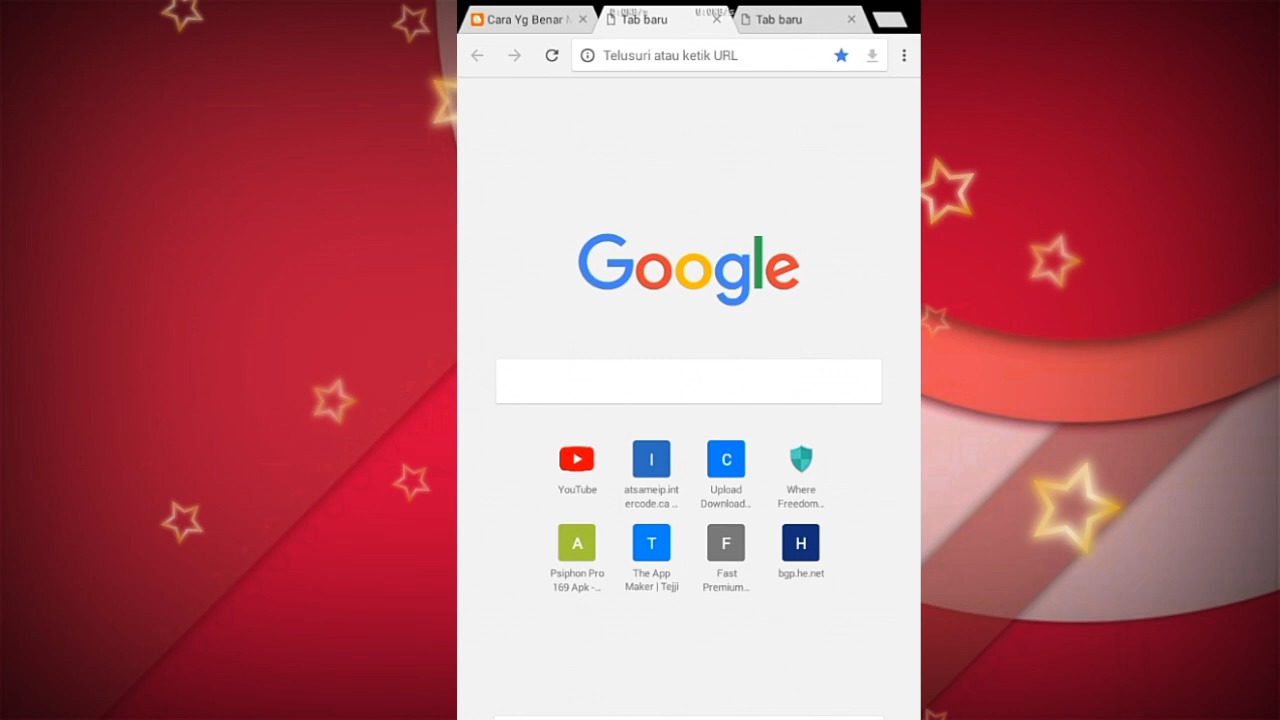 Cara Yg Benar
Tab baru
Tab baru
Telusuri atau ketik URL
Google
YouTube
I
atsameip.int
ercode.ca ...
C
Upload
Download...
Where
Freedom...
A
Psiphon Pro
169 Apk -...
T
The App
Maker | Tejji
F
Fast
Premium...
H
bgp.he.net